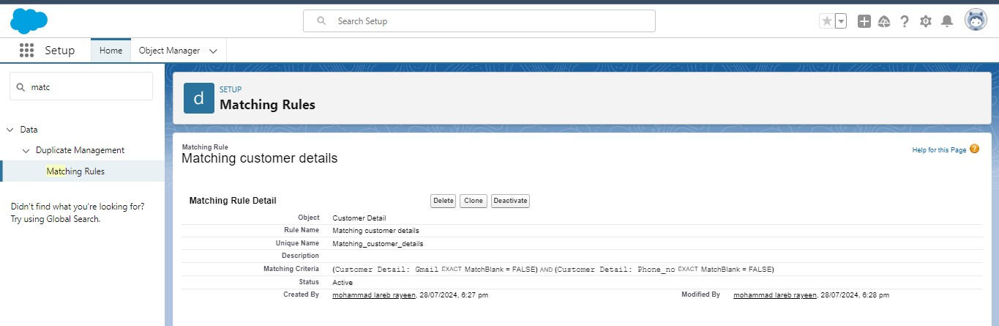 Search Setup
Setup Home Object Manager
matc
Data
Duplicate Management
Matching Rules
Didn't find what you're looking for?
Try using Global Search.
d
SETUP
Matching Rules
Matching Rule
Matching customer details
Help for this Page
Matching Rule Detail Delete Clone Deactivate
Object Customer Detail
Rule Name Matching customer details
Unique Name Matching_customer_details
Description
Matching Criteria (Customer Detail: Gmail EXACT MatchBlank = FALSE) AND (Customer Detail: Phone_no EXACT MatchBlank = FALSE)
Status Active
Created By mohammad lareb rayeen, 28/07/2024, 6:27 pm Modified By mohammad lareb rayeen, 28/07/2024, 6:28 pm